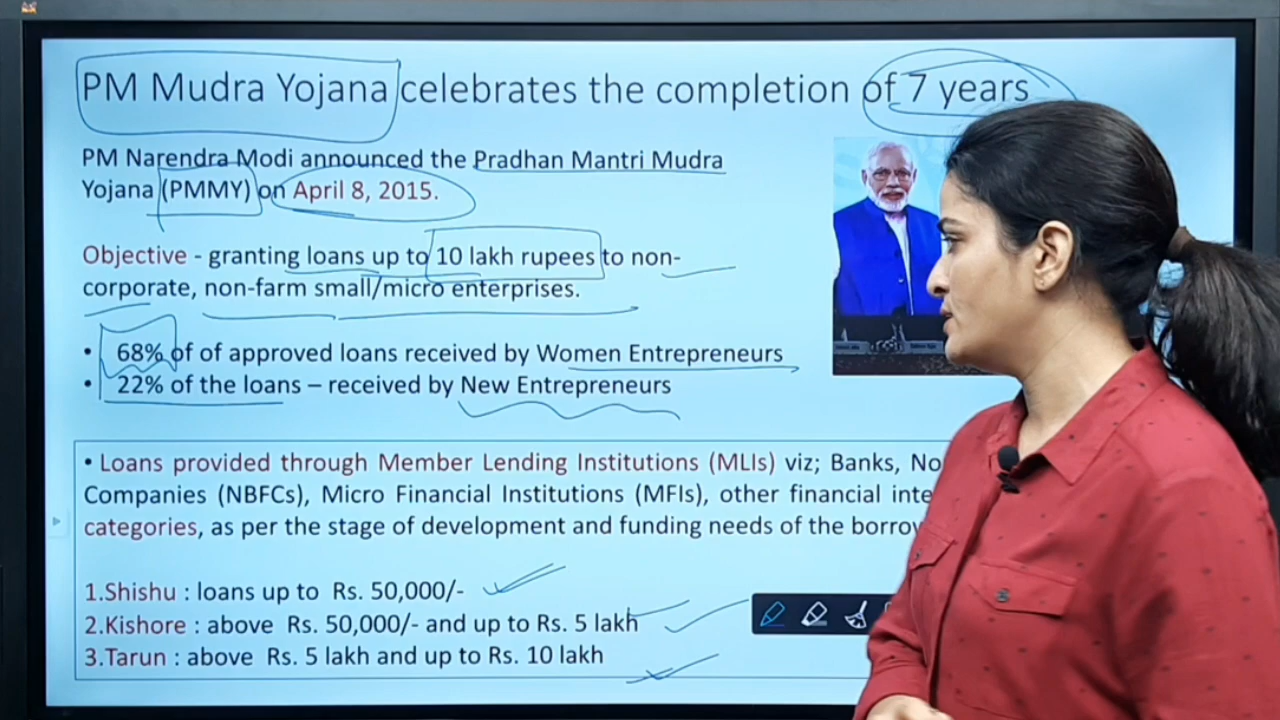 PM Mudra Yojana celebrates the completion of 7 years
PM Narendra Modi announced the Pradhan Mantri Mudra
Yojana (PMMY) on April 8, 2015.
Objective - granting loans up to 10 lakh rupees to non-
corporate, non-farm small/micro enterprises.
• 68% of of approved loans received by Women Entrepreneurs
• 22% of the loans – received by New Entrepreneurs
• Loans provided through Member Lending Institutions (MLIs) viz; Banks,
Companies (NBFCs), Micro Financial Institutions (MFIs), other financial
categories, as per the stage of development and funding needs of the
1.Shishu : loans up to Rs. 50,000/-
2.Kishore : above Rs. 50,000/- and up to Rs. 5 lakh
3.Tarun : above Rs. 5 lakh and up to Rs. 10 lakh